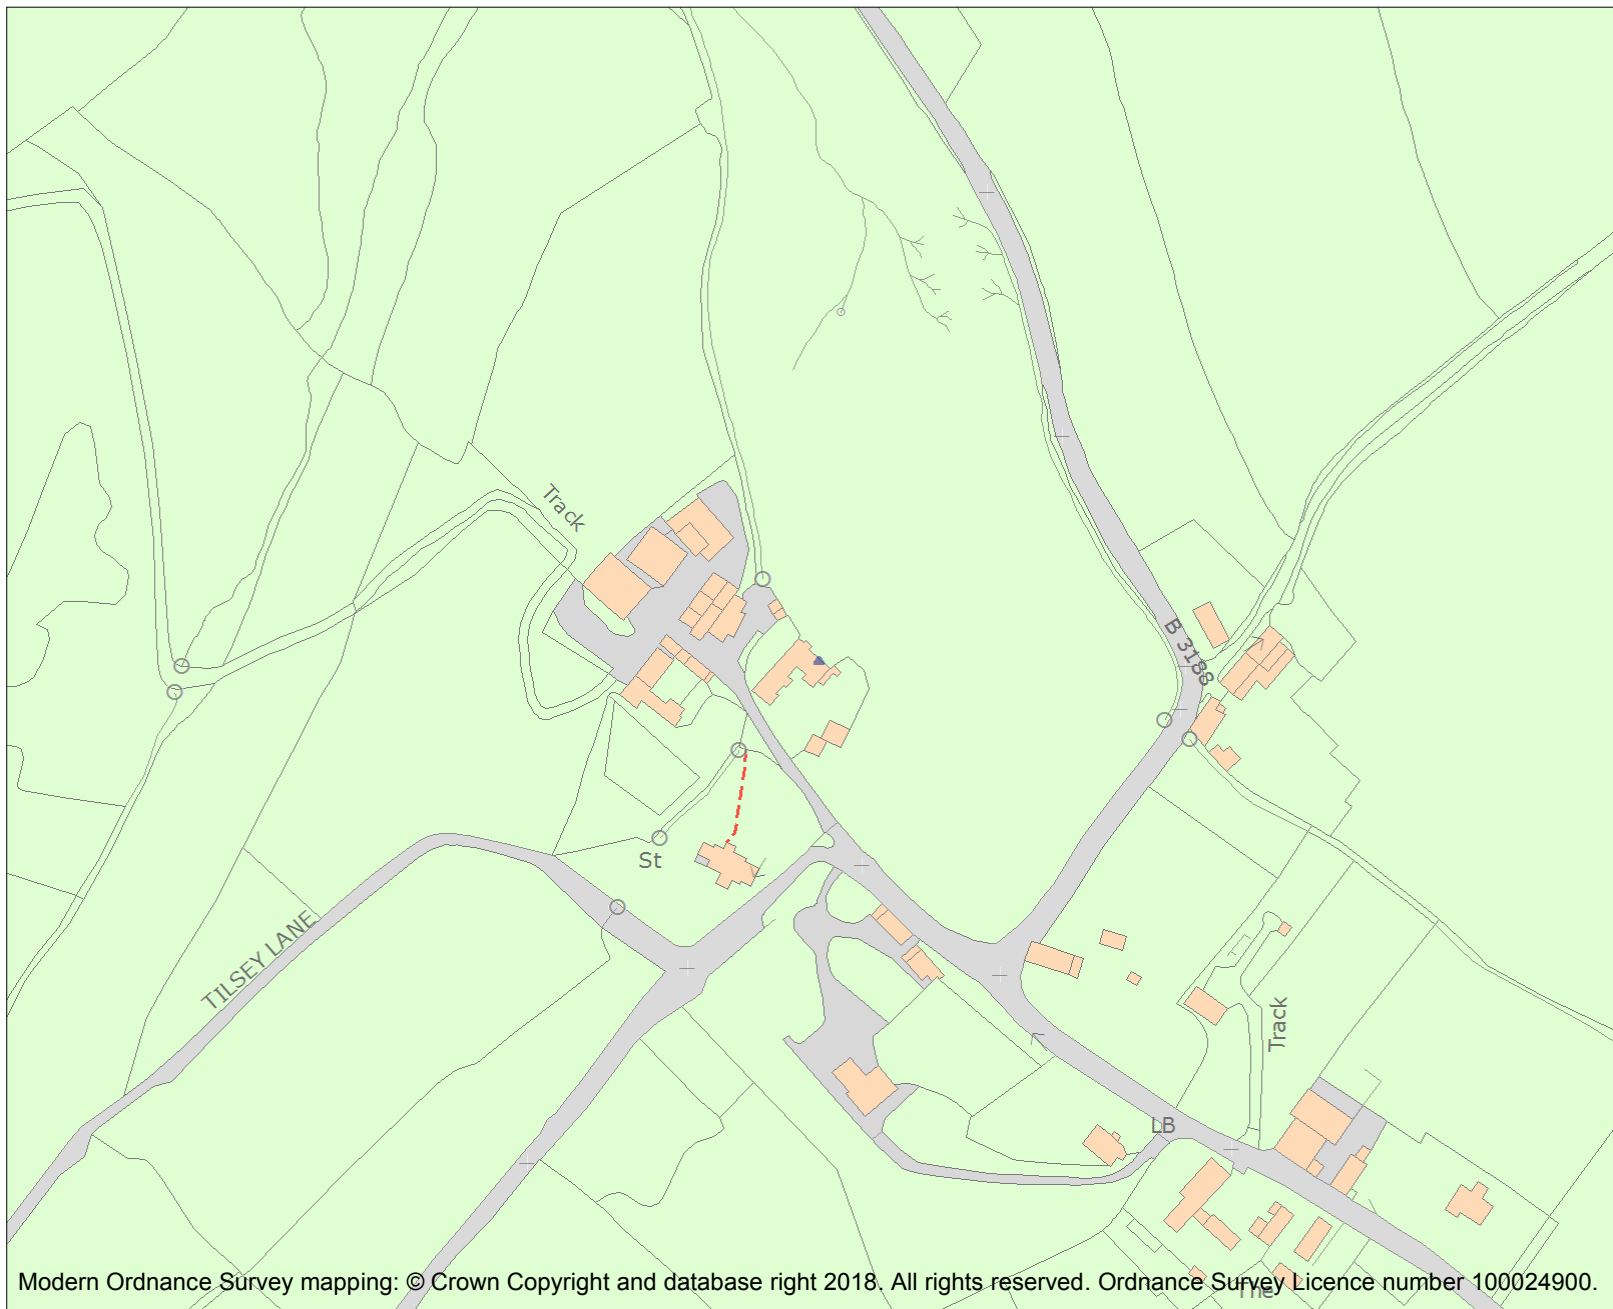 Track
B 3188
St
TILSEY LANE
Track
LB
The
Modern Ordnance Survey mapping: © Crown Copyright and database right 2018. All rights reserved. Ordnance Survey Licence number 100024900.